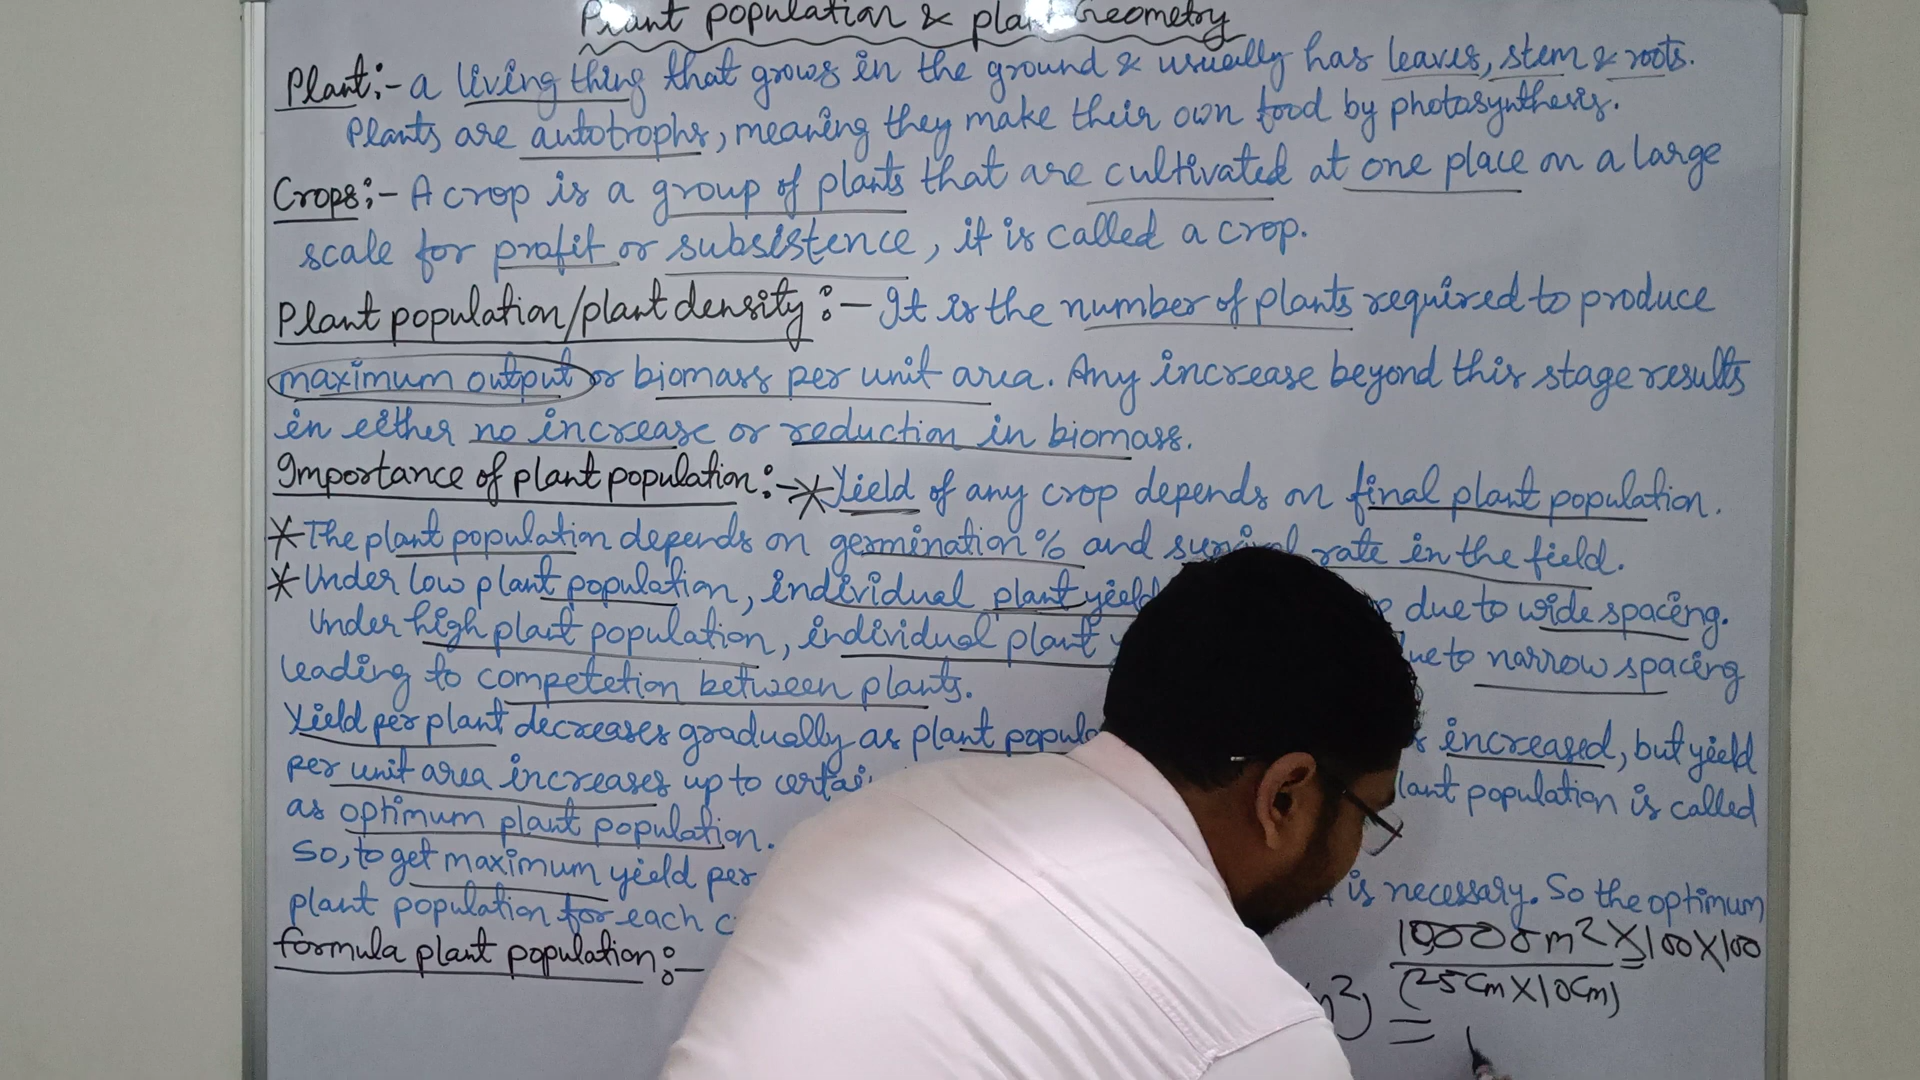 Plant population & plant Geometry
Plant:- a living thing that grows in the ground & usually has leaves, stem & roots.
Plants are autotrophs, meaning they make their own food by photosynthesis.
Crops:- A crop is a group of plants that are cultivated at one place on a large
scale for profit or subsistence, it is called a crop.
Plant population/plant density:- It is the number of plants required to produce
maximum output or biomass per unit area. Any increase beyond this stage results
in either no increase or reduction in biomass.
Importance of plant population:- * Yield of any crop depends on final plant population.
* The plant population depends on germination % and survival rate in the field.
* Under low plant population, individual plant yield due to wide spacing.
Under high plant population, individual plant to narrow spacing
leading to competetion between plants.
Yield per plant decreases gradually as plant increased, but yield
per unit area increases up to population is called
as optimum plant population.
So, to get maximum yield per is necessary. So the optimum
plant population for each
formula plant population:-
10000 m² × 100 × 100
(25cm × 10cm)
=